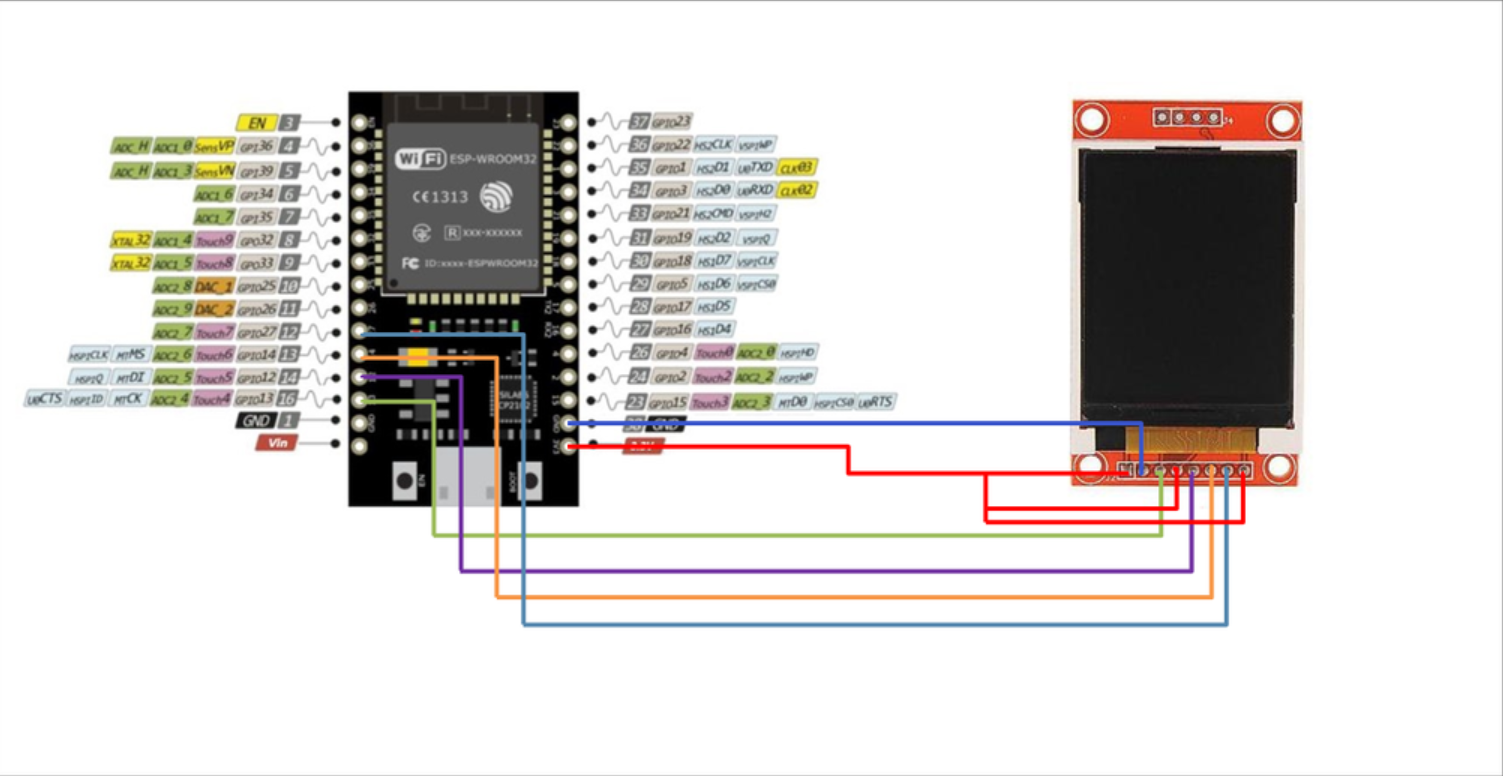 EN 3
ADC_H ADC1_0 SensVP GPI36 4
ADC_H ADC1_3 SensVN GPI39 5
ADC1_6 GPI34 6
ADC1_7 GPI35 7
XTAL32 ADC1_4 Touch9 GPO32 8
XTAL32 ADC1_5 Touch8 GPO33 9
ADC2_8 DAC_1 GPIO25 10
ADC2_9 DAC_2 GPIO26 11
ADC2_7 Touch7 GPIO27 12
HSPICLK MTMS ADC2_6 Touch6 GPIO14 13
HSPIQ MTDI ADC2_5 Touch5 GPIO12 14
U0CTS HSPIID MTCK ADC2_4 Touch4 GPIO13 16
GND 1
VIn
WiFi ESP-WROOM32
CE1313
R xxx-xxxxxx
FC ID:xxxx-ESPWROOM32
SILABS
CP2102
EN
BOOT
37 GPIO23
36 GPIO22 HS2CLK VSPIWP
35 GPIO1 HS2D1 U0TXD CLK03
34 GPIO3 HS2D0 U0RXD CLK02
33 GPIO21 HS2CMD VSPIHZ
31 GPIO19 HS2D2 VSPIQ
30 GPIO18 HS1D7 VSPICLK
29 GPIO5 HS1D6 VSPICS0
28 GPIO17 HS1D5
27 GPIO16 HS1D4
26 GPIO4 Touch0 ADC2_0 HSPIHD
24 GPIO2 Touch2 ADC2_2 HSPIWP
23 GPIO15 Touch3 ADC2_3 MTD0 HSPICS0 U0RTS
38 GND
3.3V
J4